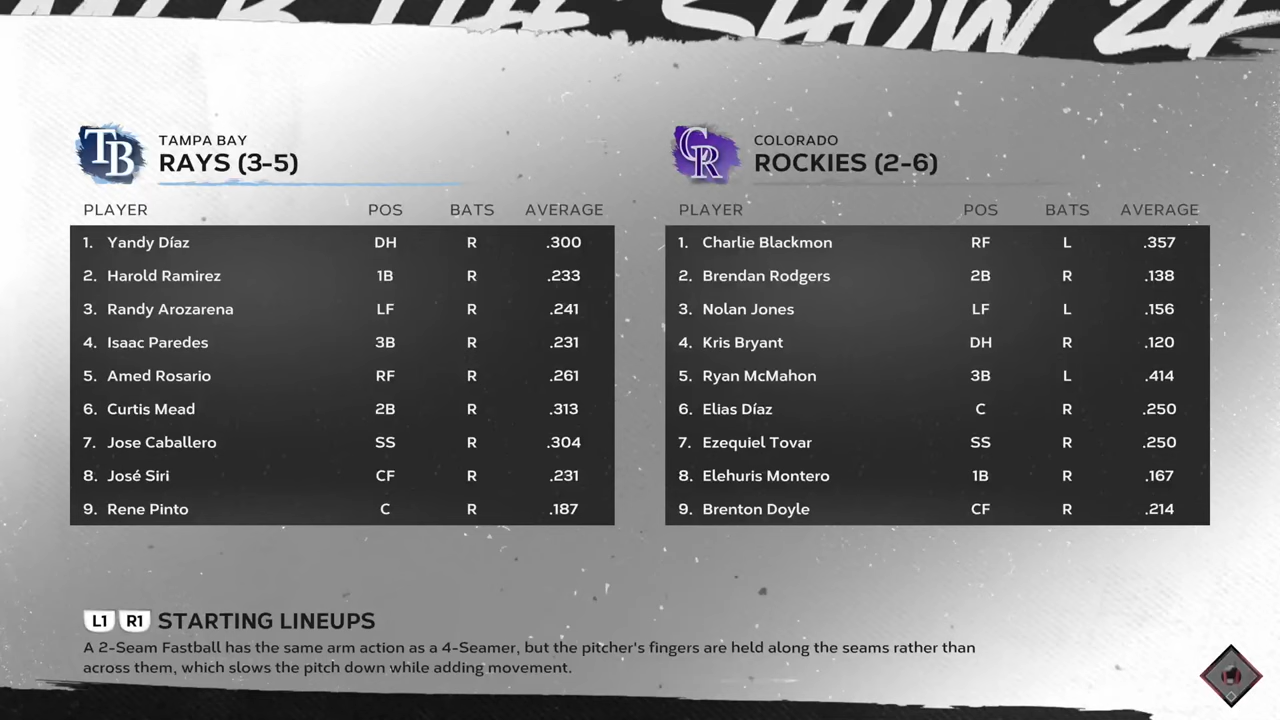 MLB THE SHOW 24
TB
TAMPA BAY
RAYS (3-5)
PLAYER POS BATS AVERAGE
1. Yandy Díaz DH R .300
2. Harold Ramirez 1B R .233
3. Randy Arozarena LF R .241
4. Isaac Paredes 3B R .231
5. Amed Rosario RF R .261
6. Curtis Mead 2B R .313
7. Jose Caballero SS R .304
8. José Siri CF R .231
9. Rene Pinto C R .187
CR
COLORADO
ROCKIES (2-6)
PLAYER POS BATS AVERAGE
1. Charlie Blackmon RF L .357
2. Brendan Rodgers 2B R .138
3. Nolan Jones LF L .156
4. Kris Bryant DH R .120
5. Ryan McMahon 3B L .414
6. Elias Díaz C R .250
7. Ezequiel Tovar SS R .250
8. Elehuris Montero 1B R .167
9. Brenton Doyle CF R .214
L1 R1 STARTING LINEUPS
A 2-Seam Fastball has the same arm action as a 4-Seamer, but the pitcher's fingers are held along the seams rather than
across them, which slows the pitch down while adding movement.